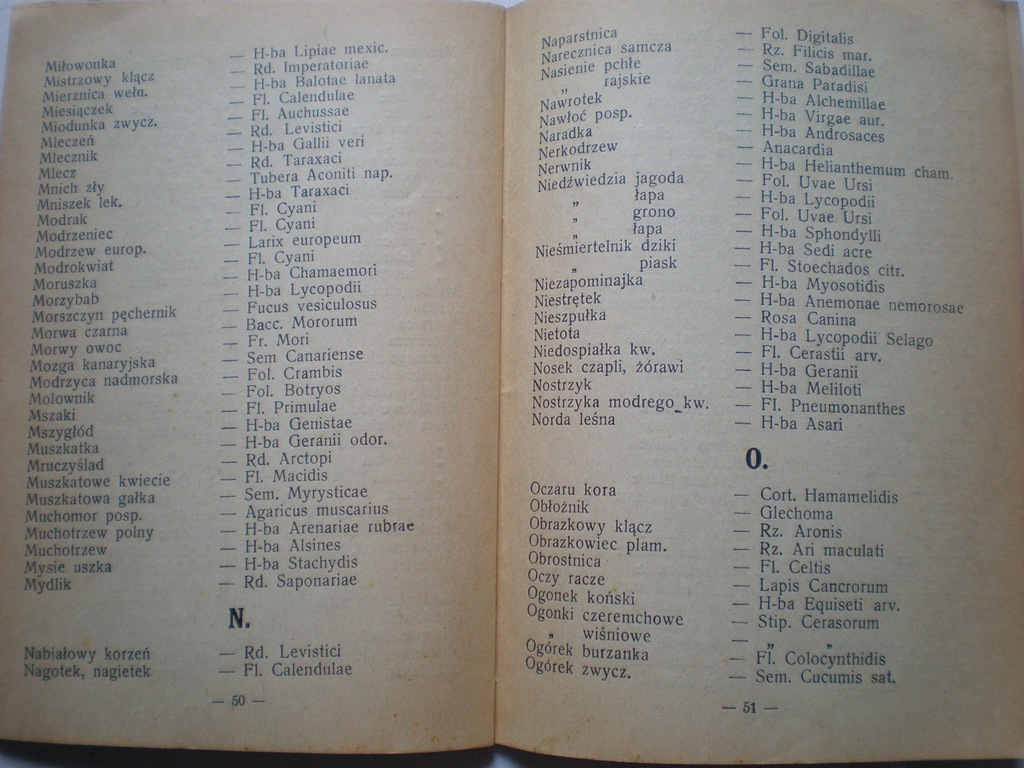 Miłowonka — H-ba Lipiae mexic.
Mistrzowy kłącz — Rd. Imperatoriae
Mierznica wełn. — H-ba Balotae lanata
Miesiączek — Fl. Calendulae
Miodunka zwycz. — Fl. Auchussae
Mleczeń — Rd. Levistici
Mlecznik — H-ba Gallii veri
Mlecz — Rd. Taraxaci
Mnich zły — Tubera Aconiti nap.
Mniszek lek. — H-ba Taraxaci
Modrak — Fl. Cyani
Modrzeniec — Fl. Cyani
Modrzew europ. — Larix europeum
Modrokwiat — Fl. Cyani
Moruszka — H-ba Chamaemori
Morzybab — H-ba Lycopodii
Morszczyn pęchernik — Fucus vesiculosus
Morwa czarna — Bacc. Mororum
Morwy owoc — Fr. Mori
Mozga kanaryjska — Sem Canariense
Modrzyca nadmorska — Fol. Crambis
Molownik — Fol. Botryos
Mszaki — Fl. Primulae
Mszygłód — H-ba Genistae
Muszkatka — H-ba Geranii odor.
Mruczyślad — Rd. Arctopi
Muszkatowe kwiecie — Fl. Macidis
Muszkatowa gałka — Sem. Myrysticae
Muchomor posp. — Agaricus muscarius
Muchotrzew polny — H-ba Arenariae rubrae
Muchotrzew — H-ba Alsines
Mysie uszka — H-ba Stachydis
Mydlik — Rd. Saponariae
N.
Nabiałowy korzeń — Rd. Levistici
Nagotek, nagietek — Fl. Calendulae
— 50 —
Naparstnica — Fol. Digitalis
Narecznica samcza — Rz. Filicis mar.
Nasienie pchłe — Sem. Sabadillae
„ rajskie — Grana Paradisi
Nawrotek — H-ba Alchemillae
Nawłoć posp. — H-ba Virgae aur.
Naradka — H-ba Androsaces
Nerkodrzew — Anacardia
Nerwnik — H-ba Helianthemum cham.
Niedźwiedzia jagoda — Fol. Uvae Ursi
„ łapa — H-ba Lycopodii
„ grono — Fol. Uvae Ursi
„ łapa — H-ba Sphondylli
Nieśmiertelnik dziki — H-ba Sedi acre
„ piask — Fl. Stoechados citr.
Niezapominajka — H-ba Myosotidis
Niestrętek — H-ba Anemonae nemorosae
Nieszpułka — Rosa Canina
Nietota — H-ba Lycopodii Selago
Niedospiałka kw. — Fl. Cerastii arv.
Nosek czapli, żórawi — H-ba Geranii
Nostrzyk — H-ba Meliloti
Nostrzyka modrego kw. — Fl. Pneumonanthes
Norda leśna — H-ba Asari
O.
Oczaru kora — Cort. Hamamelidis
Obłożnik — Glechoma
Obrazkowy kłącz — Rz. Aronis
Obrazkowiec plam. — Rz. Ari maculati
Obrostnica — Fl. Celtis
Oczy racze — Lapis Cancrorum
Ogonek koński — H-ba Equiseti arv.
Ogonki czeremchowe — Stip. Cerasorum
„ wiśniowe — „ „
Ogórek burzanka — Fl. Colocynthidis
Ogórek zwycz. — Sem. Cucumis sat.
— 51 —